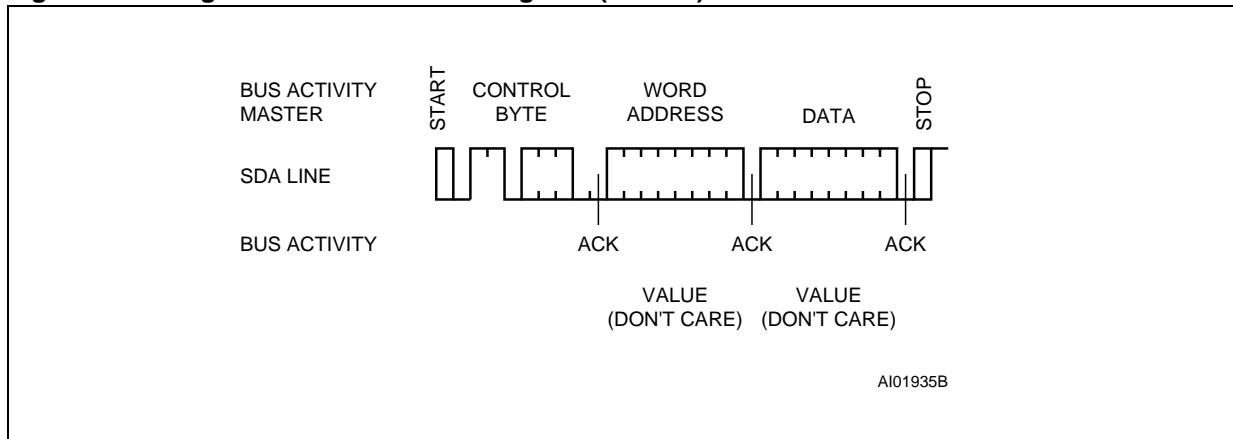 BUS ACTIVITY
MASTER
START
CONTROL
BYTE
WORD
ADDRESS
DATA
STOP
SDA LINE
BUS ACTIVITY
ACK
ACK
ACK
VALUE
(DON'T CARE)
VALUE
(DON'T CARE)
AI01935B